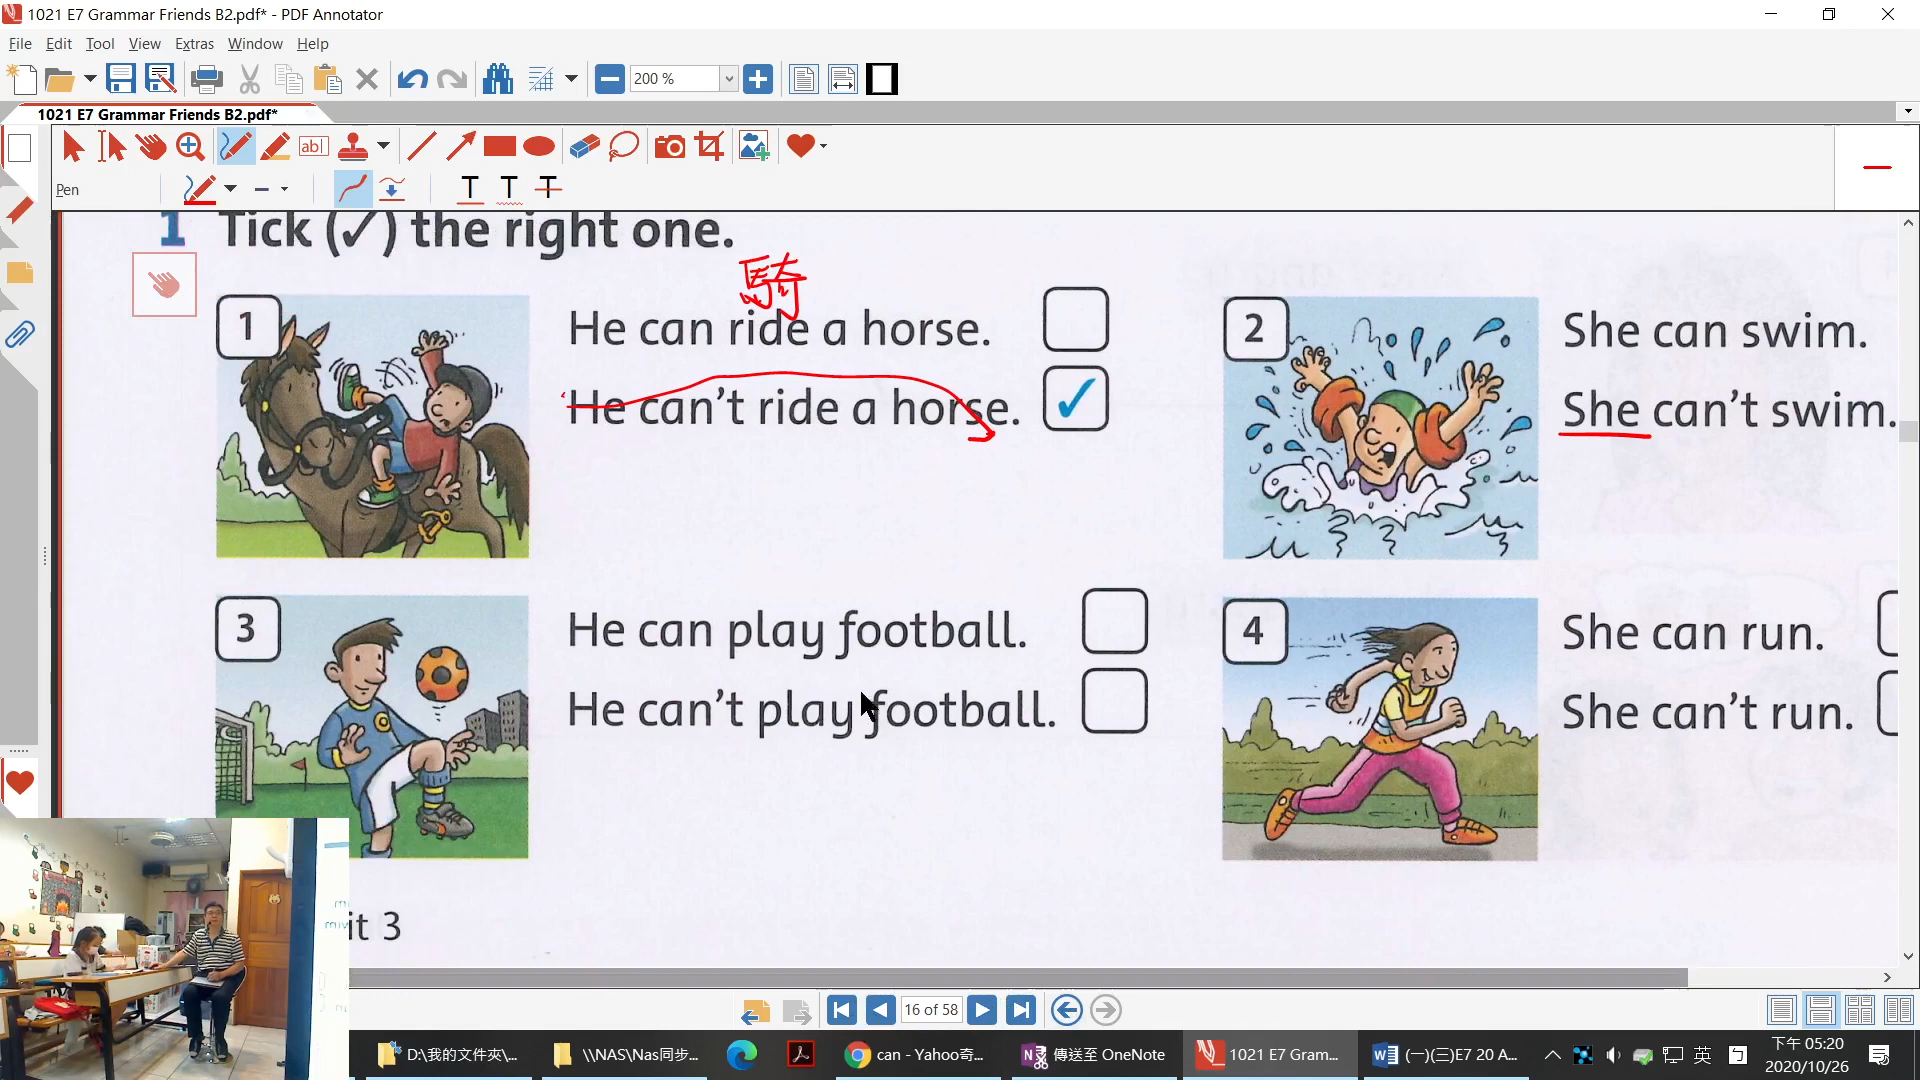 1021 E7 Grammar Friends B2.pdf* - PDF Annotator
File Edit Tool View Extras Window Help
200 %
1021 E7 Grammar Friends B2.pdf*
ab
Pen
T T T
1 Tick (✓) the right one.
騎
1
He can ride a horse.
He can't ride a horse. ✓
2
She can swim.
She can't swim.
3
He can play football.
He can't play football.
4
She can run.
She can't run.
it 3
16 of 58
D:\我的文件夾\...
\\NAS\Nas同步...
can - Yahoo奇...
傳送至 OneNote
1021 E7 Gram...
(一)(三)E7 20 A...
英
下午 05:20
2020/10/26